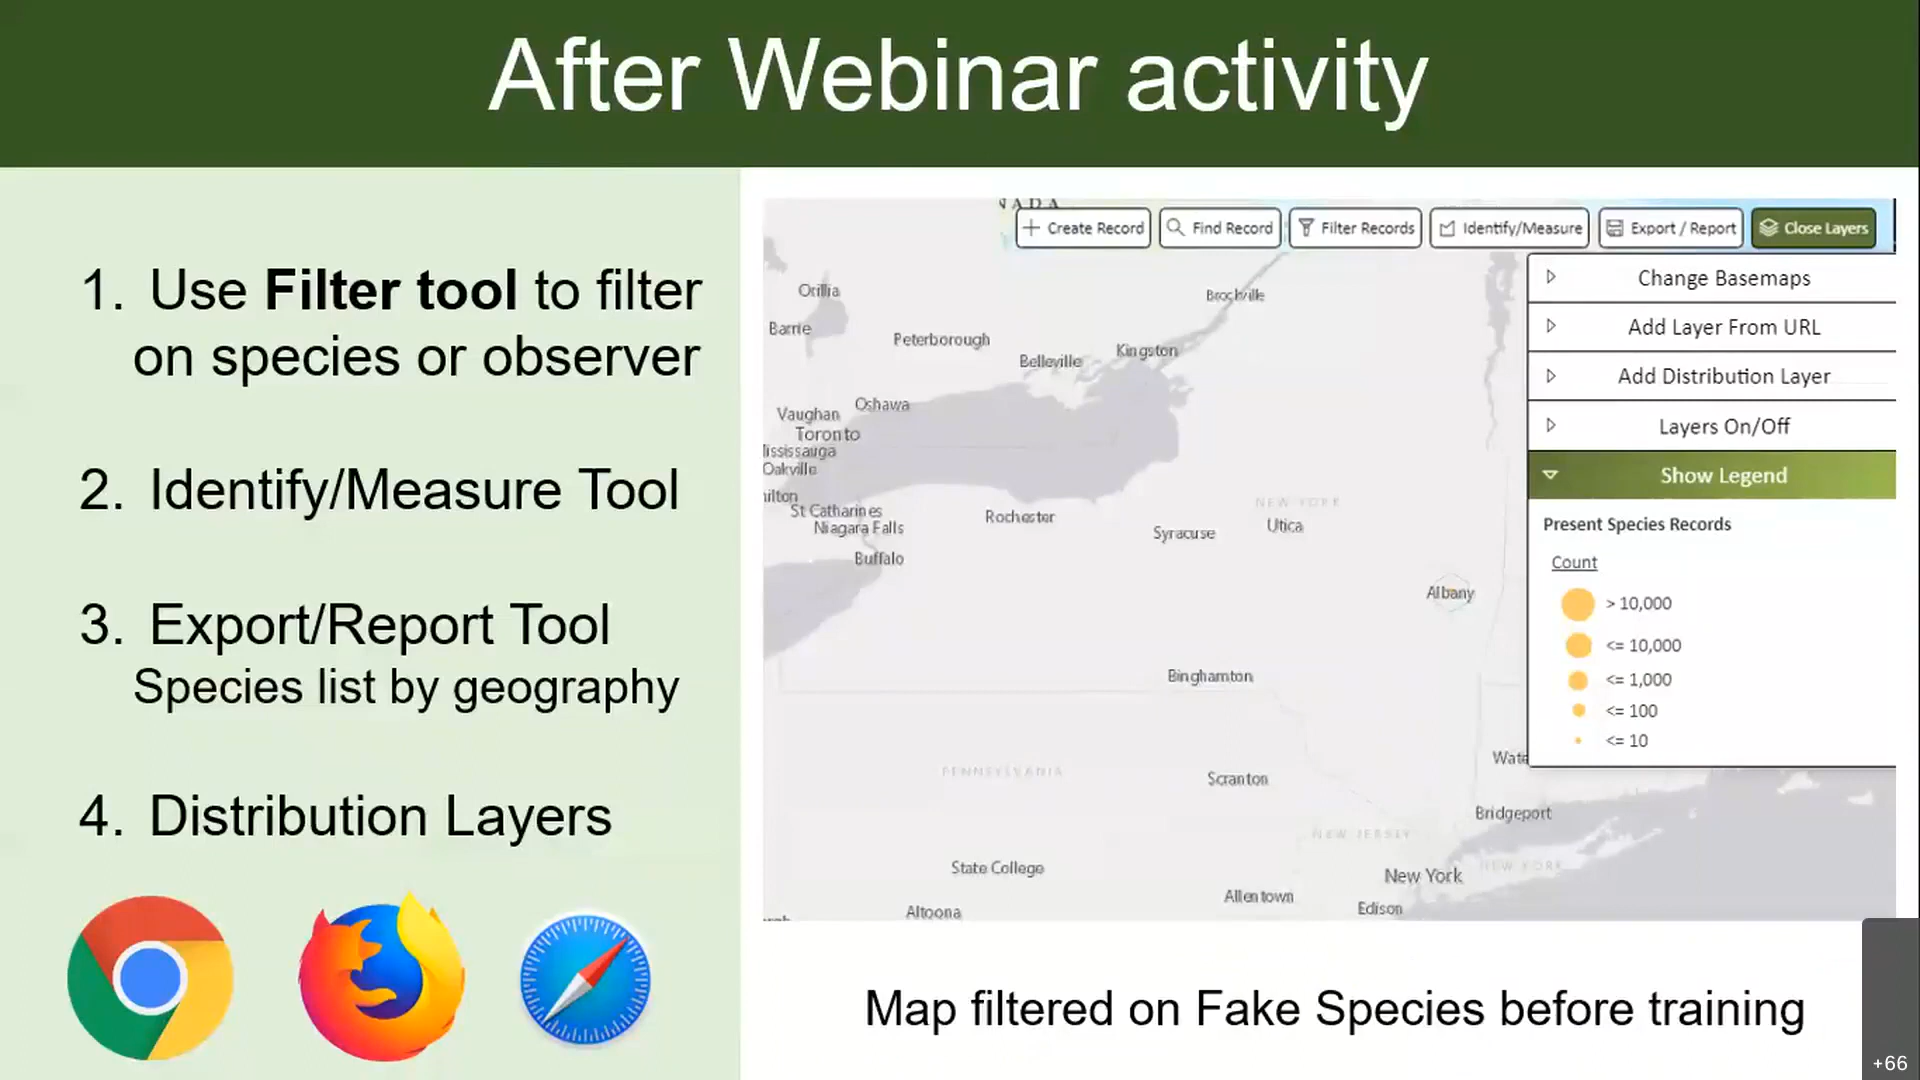 After Webinar activity
1. Use Filter tool to filter
on species or observer
2. Identify/Measure Tool
3. Export/Report Tool
Species list by geography
4. Distribution Layers
NADA
Create Record
Find Record
Filter Records
Identify/Measure
Export / Report
Close Layers
Change Basemaps
Add Layer From URL
Add Distribution Layer
Layers On/Off
Show Legend
Present Species Records
Count
> 10,000
<= 10,000
<= 1,000
<= 100
<= 10
Orillia
Brockville
Barrie
Peterborough
Belleville
Kingston
Oshawa
Vaughan
Toronto
ississauga
Oakville
ilton
St Catharines
Niagara Falls
Buffalo
Rochester
Syracuse
NEW YORK
Utica
Albany
Binghamton
PENNSYLVANIA
Scranton
Wate
Bridgeport
NEW JERSEY
NEW YORK
State College
New York
Allentown
Edison
Altoona
Map filtered on Fake Species before training
+66